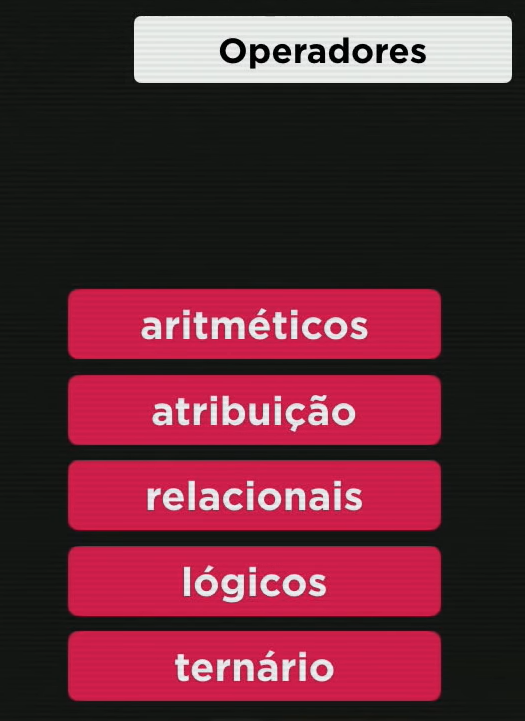 Operadores
aritméticos
atribuição
relacionais
lógicos
ternário